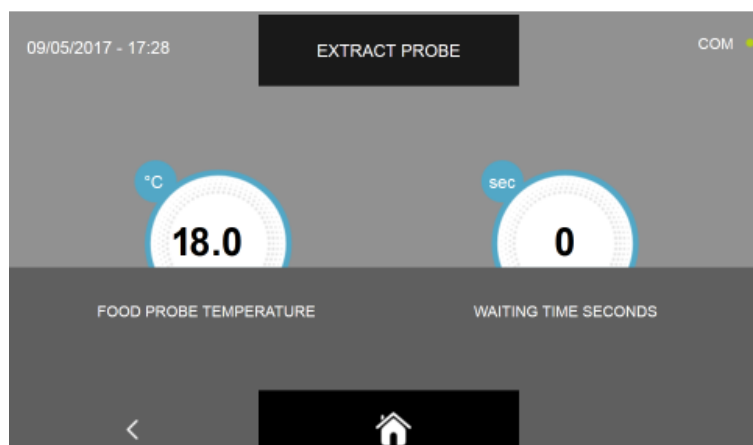 09/05/2017 - 17:28
EXTRACT PROBE
COM
°C
18.0
sec
0
FOOD PROBE TEMPERATURE
WAITING TIME SECONDS